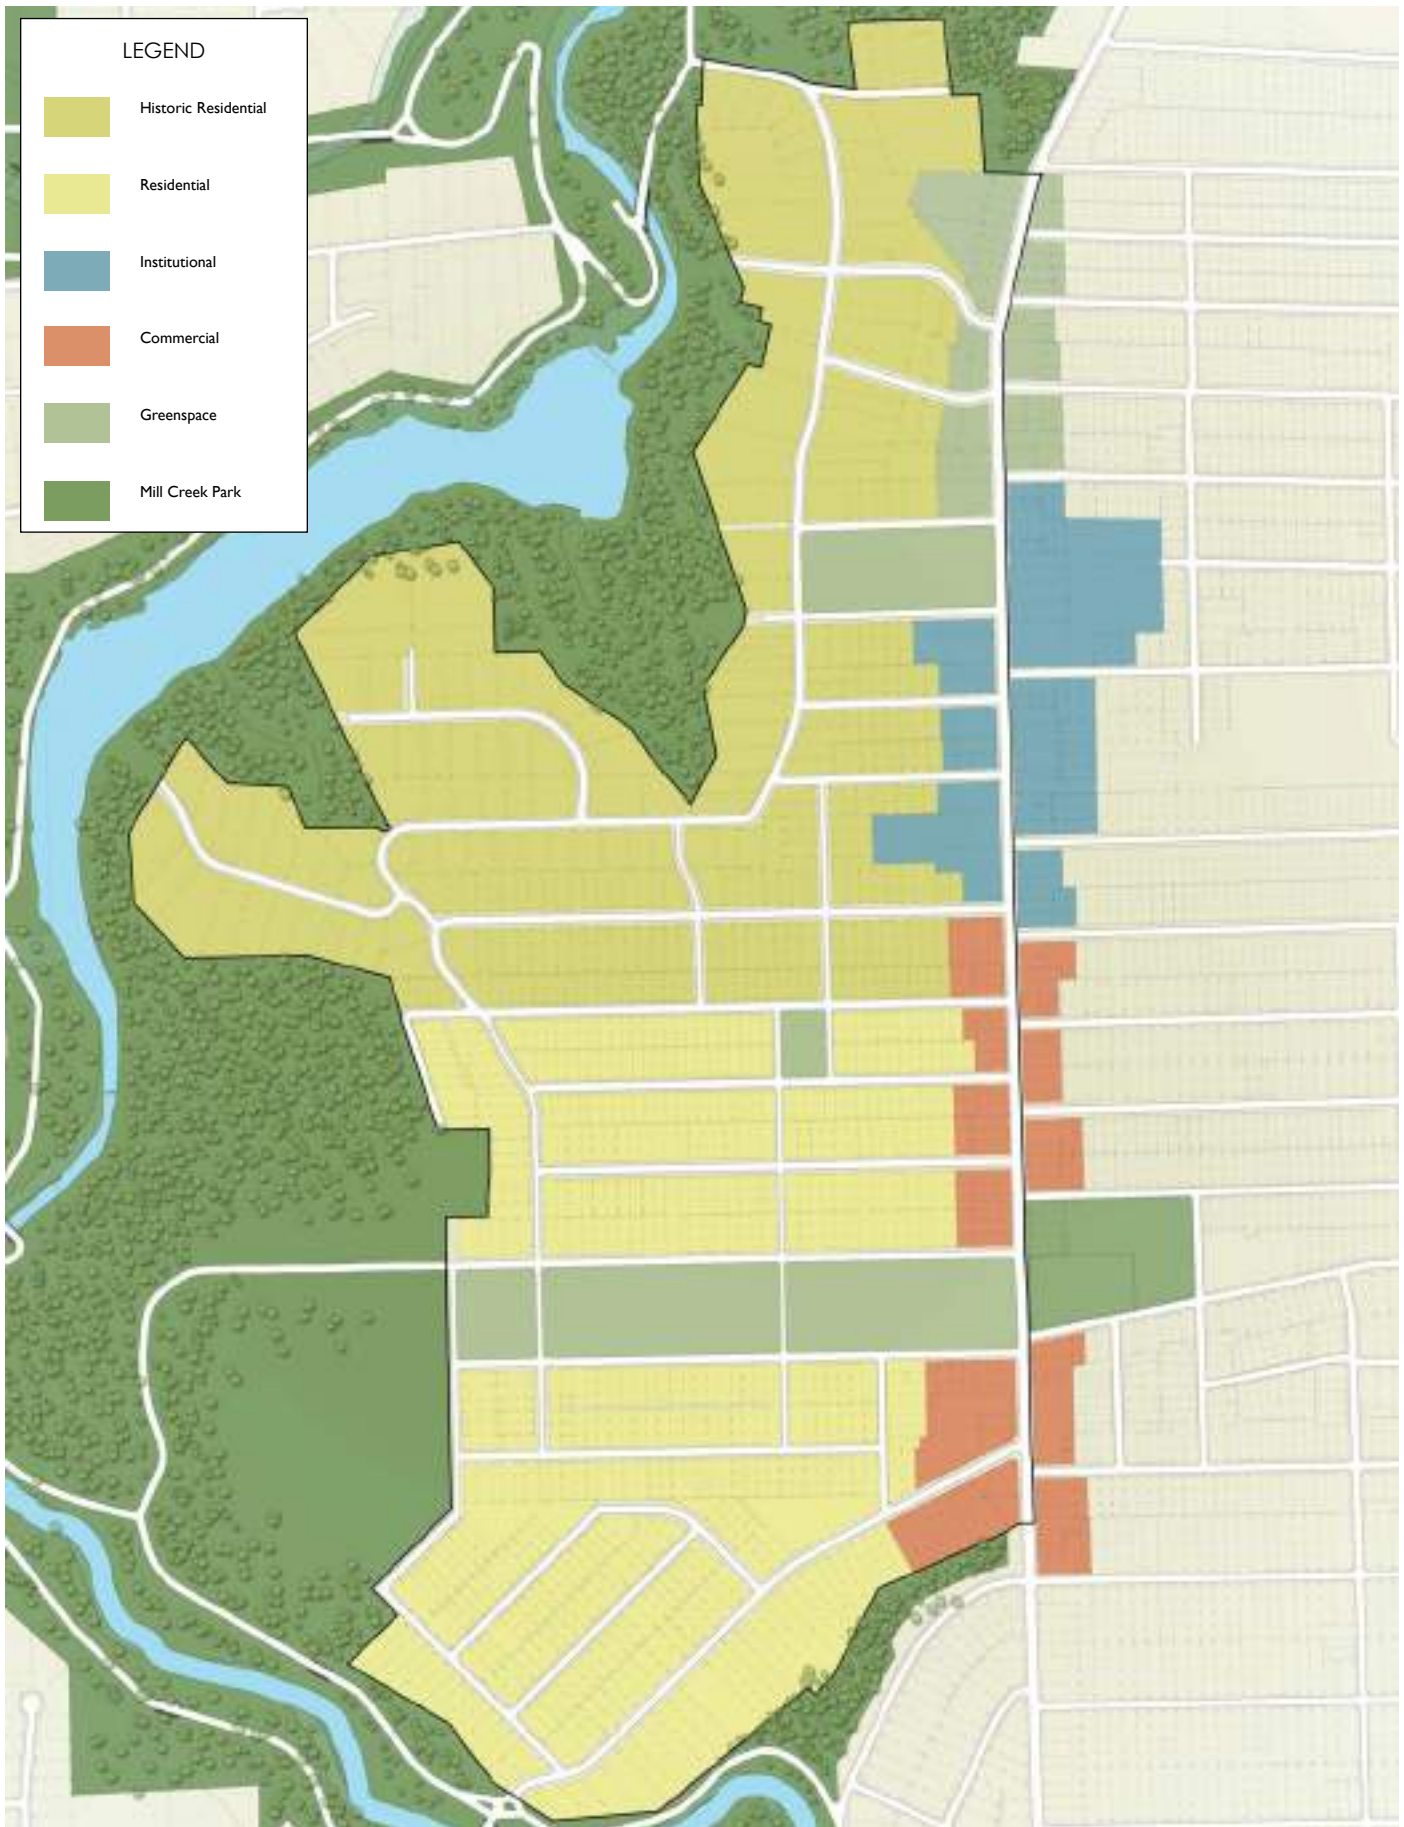 LEGEND
Historic Residential
Residential
Institutional
Commercial
Greenspace
Mill Creek Park